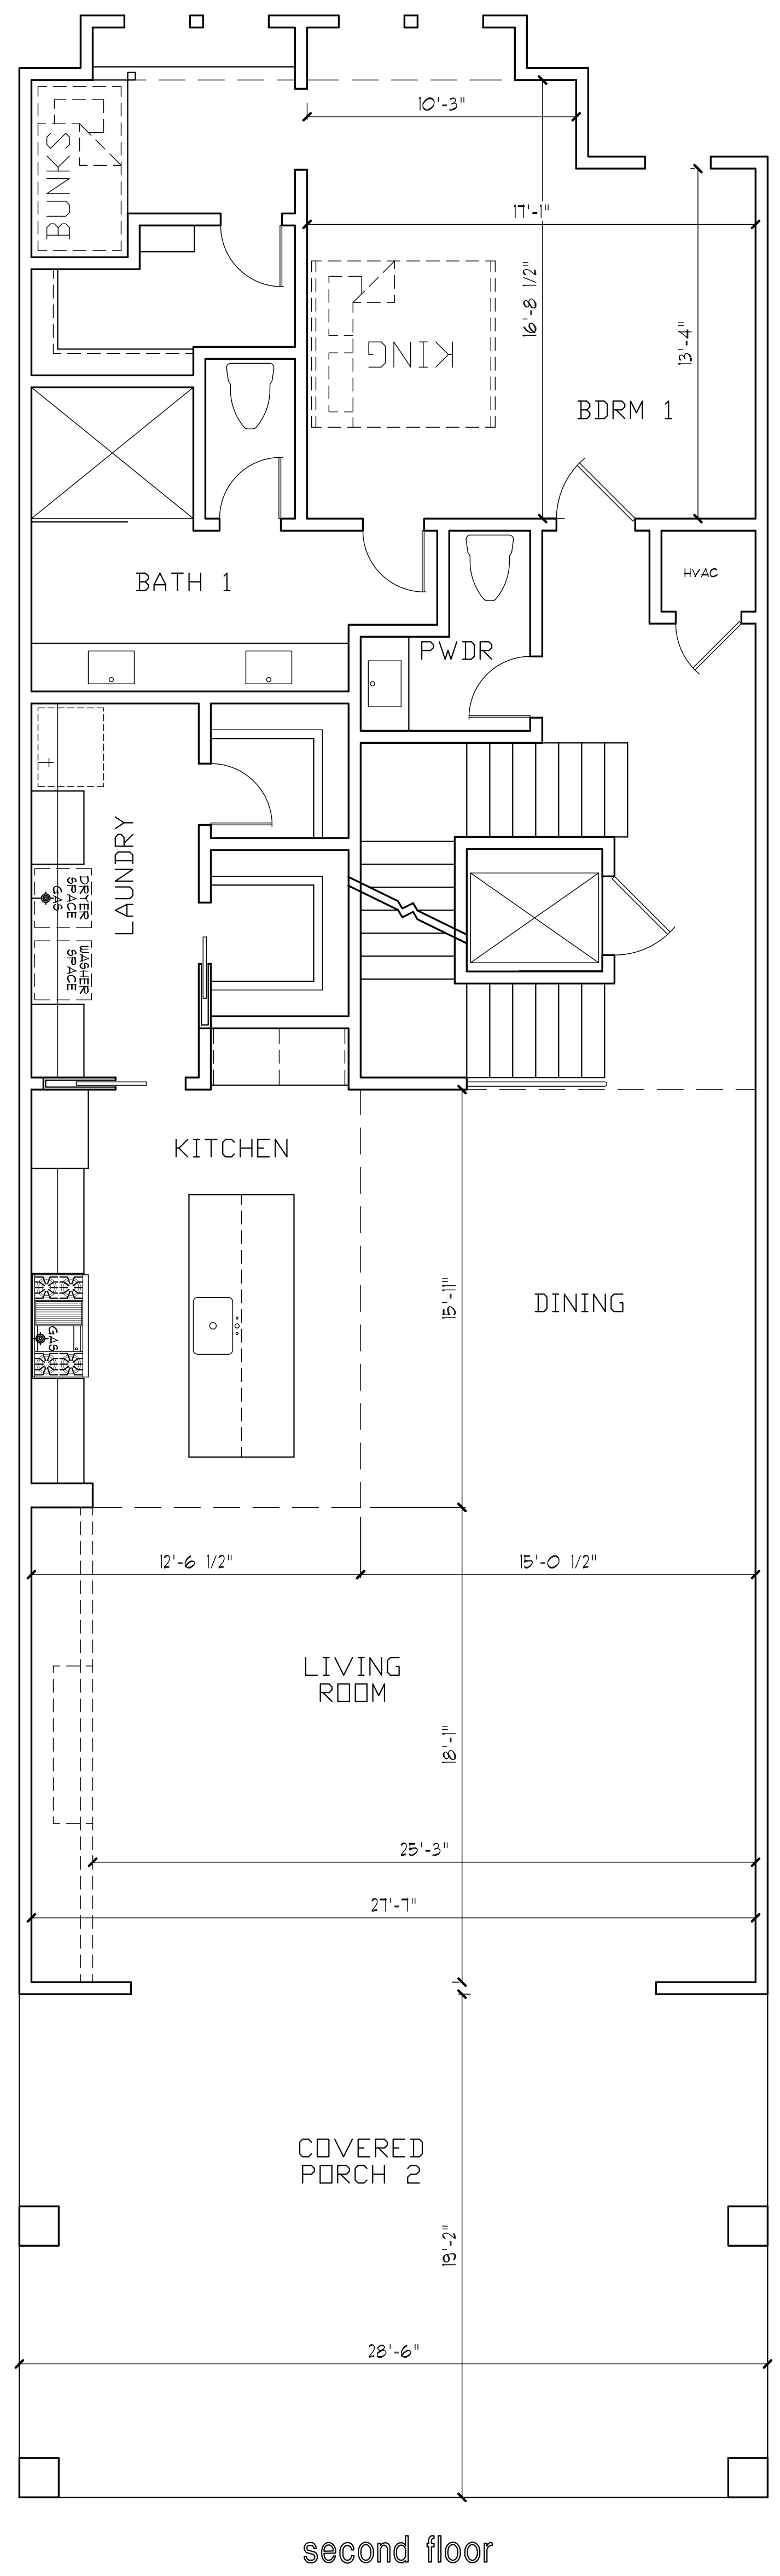 10'-3"
BUNKS
17'-1"
16'-8 1/2"
13'-4"
KING
BDRM 1
HVAC
BATH 1
PWDR
LAUNDRY
DRYER
SPACE
GAS
WASHER
SPACE
KITCHEN
15'-11"
DINING
GAS
12'-6 1/2"
15'-0 1/2"
LIVING
ROOM
18'-1"
25'-3"
27'-7"
COVERED
PORCH 2
19'-2"
28'-6"
second floor